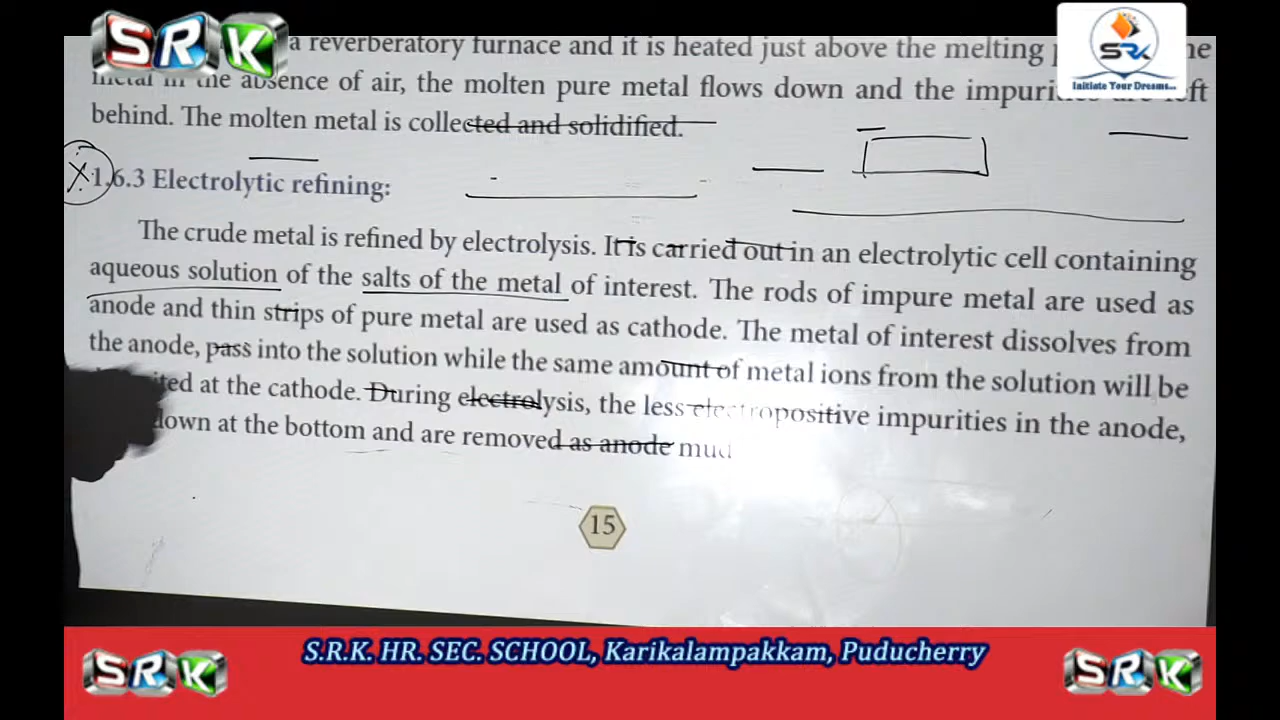 SRK
SRK
Initiate Your Dreams...
a reverberatory furnace and it is heated just above the melting
metal in the absence of air, the molten pure metal flows down and the impurities are left
behind. The molten metal is collected and solidified.
1.6.3 Electrolytic refining:
The crude metal is refined by electrolysis. It is carried out in an electrolytic cell containing
aqueous solution of the salts of the metal of interest. The rods of impure metal are used as
anode and thin strips of pure metal are used as cathode. The metal of interest dissolves from
the anode, pass into the solution while the same amount of metal ions from the solution will be
at the cathode. During electrolysis, the less electropositive impurities in the anode,
down at the bottom and are removed as anode mud
15
S.R.K. HR. SEC. SCHOOL, Karikalampakkam, Puducherry
SRK
SRK